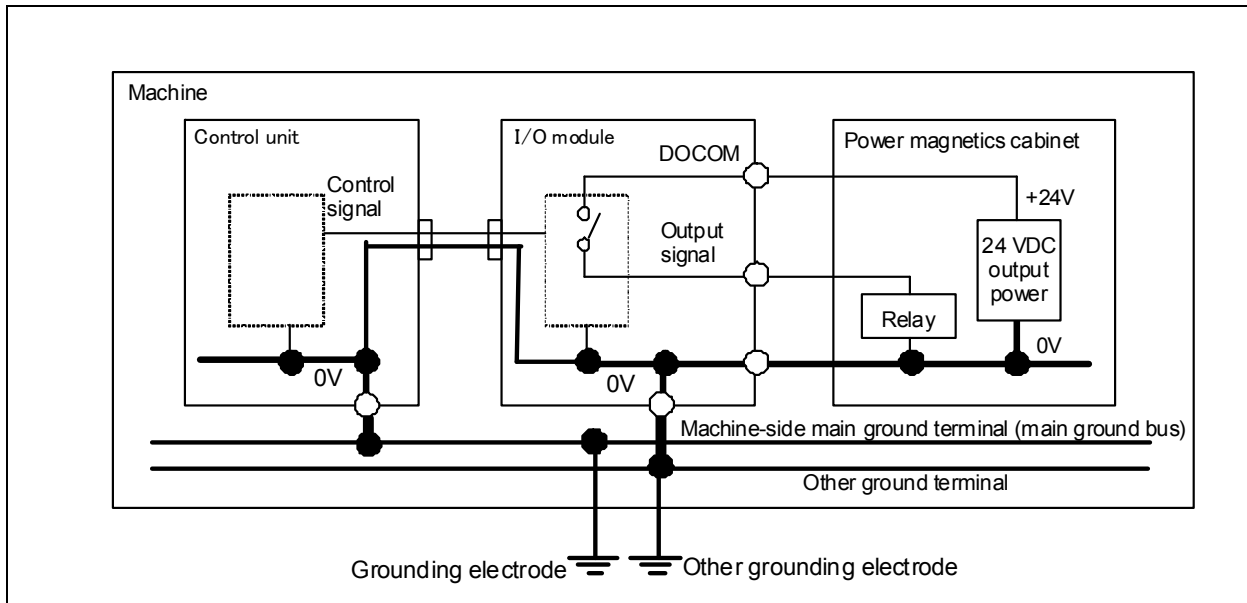 Machine
Control unit
I/O module
Power magnetics cabinet
DOCOM
Control
signal
+24V
Output
signal
24 VDC
output
power
Relay
0V
0V
0V
Machine-side main ground terminal (main ground bus)
Other ground terminal
Grounding electrode
Other grounding electrode